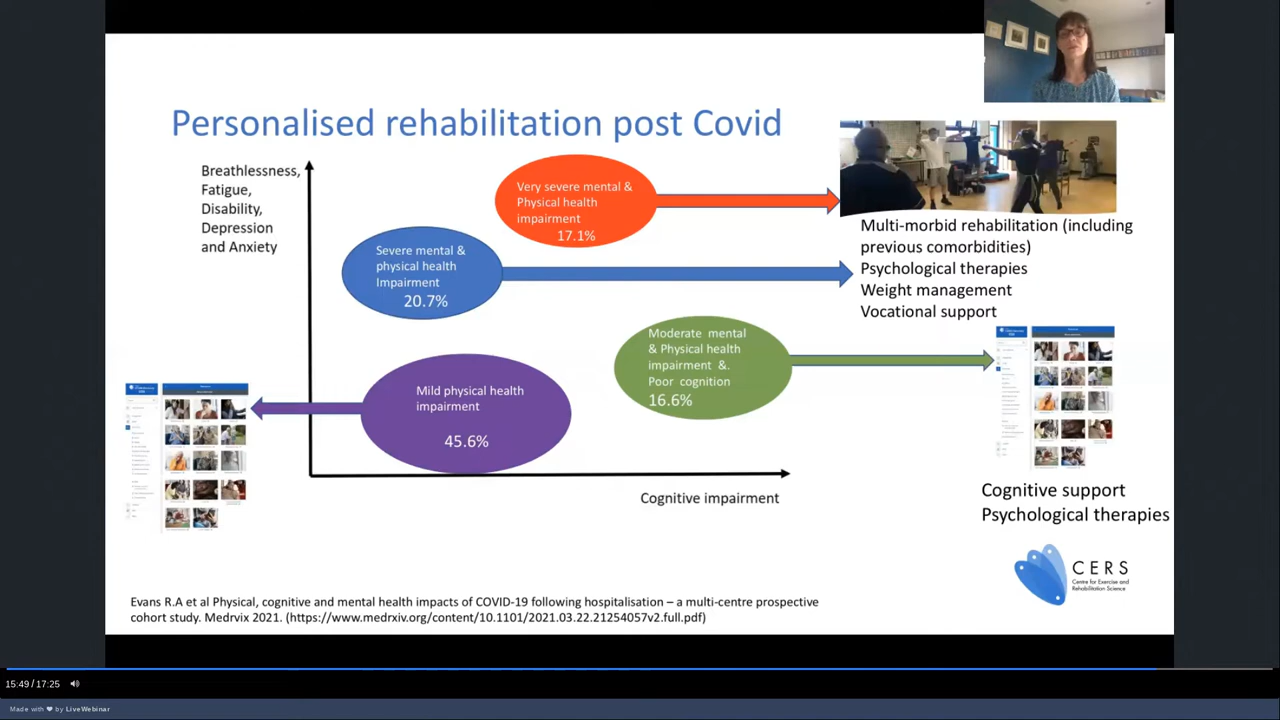 Personalised rehabilitation post Covid
Breathlessness,
Fatigue,
Disability,
Depression
and Anxiety
Very severe mental &
Physical health
impairment
17.1%
Severe mental &
physical health
Impairment
20.7%
Moderate mental
& Physical health
impairment &.
Poor cognition
16.6%
Mild physical health
impairment
45.6%
Cognitive impairment
Multi-morbid rehabilitation (including
previous comorbidities)
Psychological therapies
Weight management
Vocational support
Cognitive support
Psychological therapies
CERS
Centre for Exercise and
Rehabilitation Science
Evans R.A et al Physical, cognitive and mental health impacts of COVID-19 following hospitalisation – a multi-centre prospective
cohort study. Medrvix 2021. (https://www.medrxiv.org/content/10.1101/2021.03.22.21254057v2.full.pdf)
15:49 / 17:25
Made with ❤ by LiveWebinar